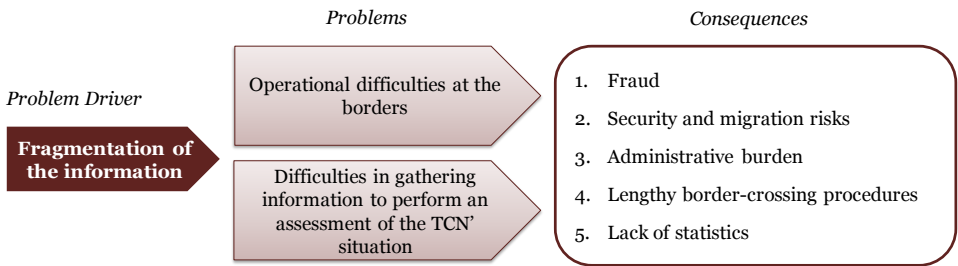 Problem Driver
Fragmentation of
the information
Problems
Operational difficulties at the
borders
Difficulties in gathering
information to perform an
assessment of the TCN'
situation
Consequences
1. Fraud
2. Security and migration risks
3. Administrative burden
4. Lengthy border-crossing procedures
5. Lack of statistics